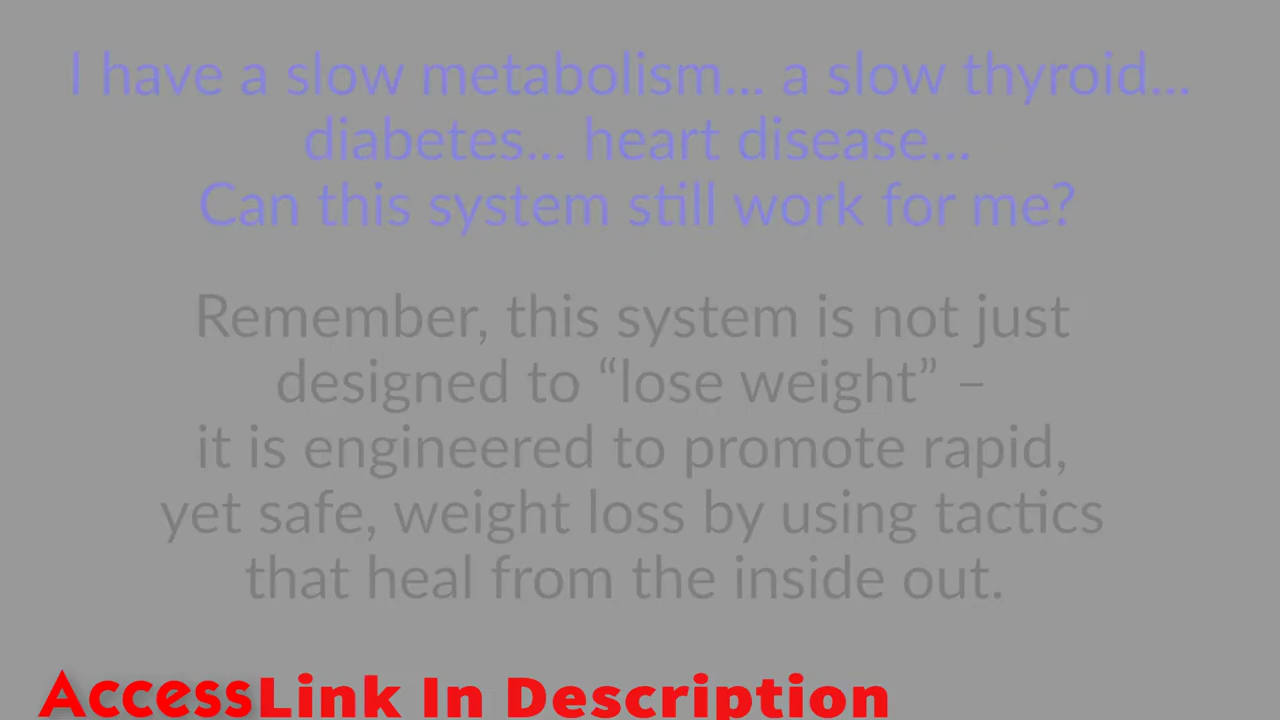 I have a slow metabolism... a slow thyroid...
diabetes... heart disease...
Can this system still work for me?
Remember, this system is not just
designed to “lose weight” –
it is engineered to promote rapid,
yet safe, weight loss by using tactics
that heal from the inside out.
Access Link In Description